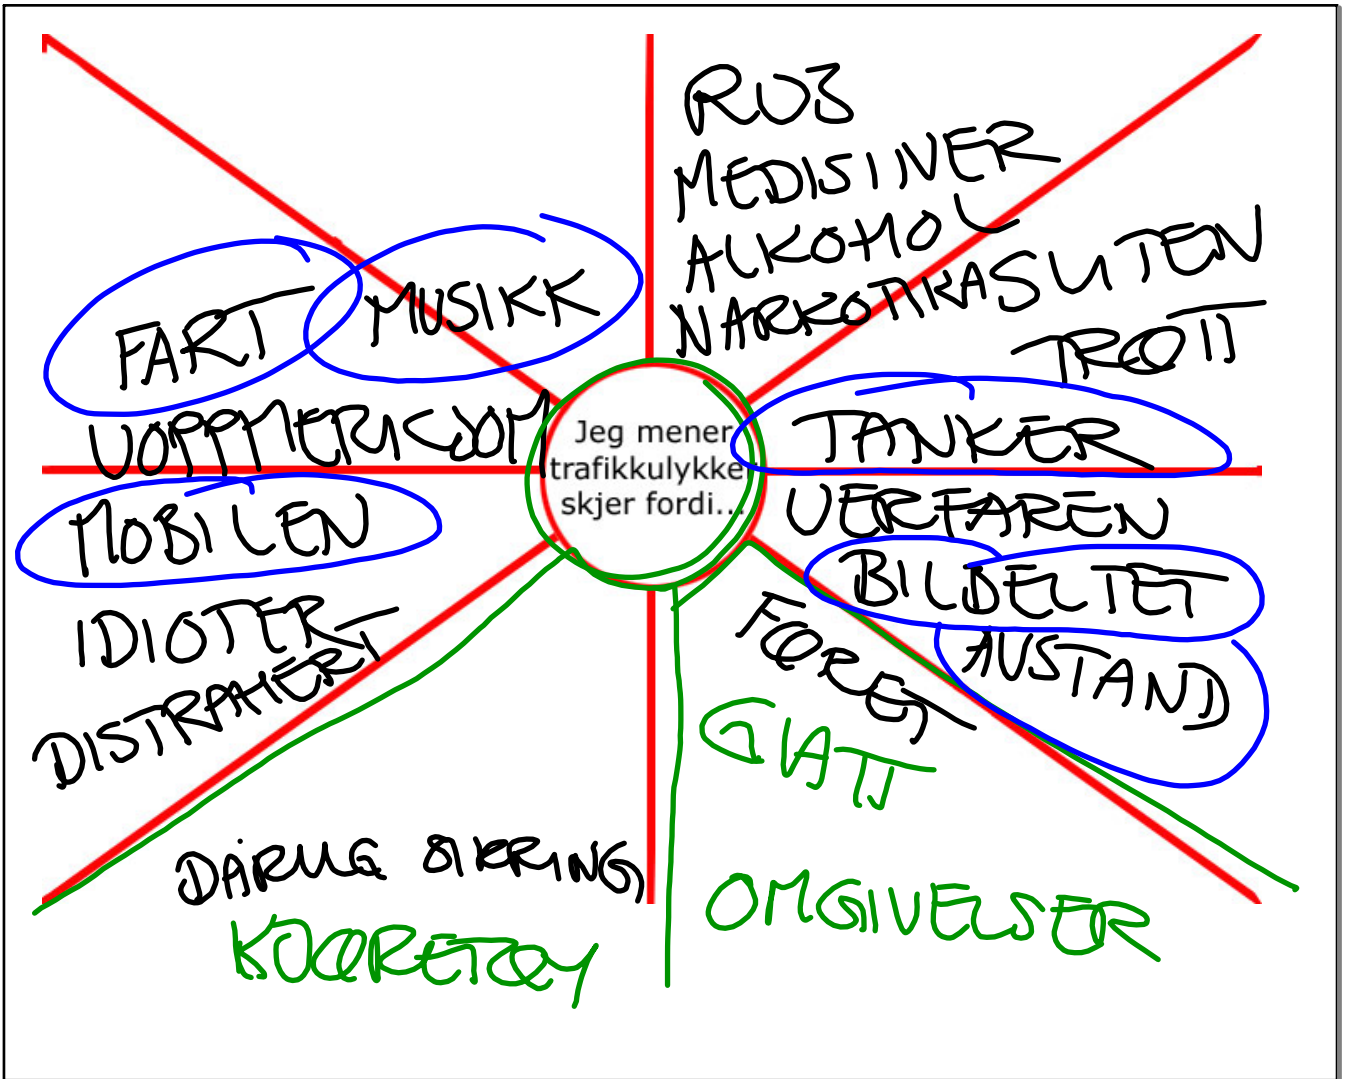 RUS
MEDISINER
ALKOHOL
NARKOTIKA SLITEN
TRØTT
FART MUSIKK
UOPPMERKSOM
Jeg mener
trafikkulykker
skjer fordi...
TANKER
MOBILEN
UERFAREN
BILDELTET
IDIOTER
DISTRAHERT
FØRET
AVSTAND
GLATT
DÅRLIG SIKRING
KJØRETØY
OMGIVELSER